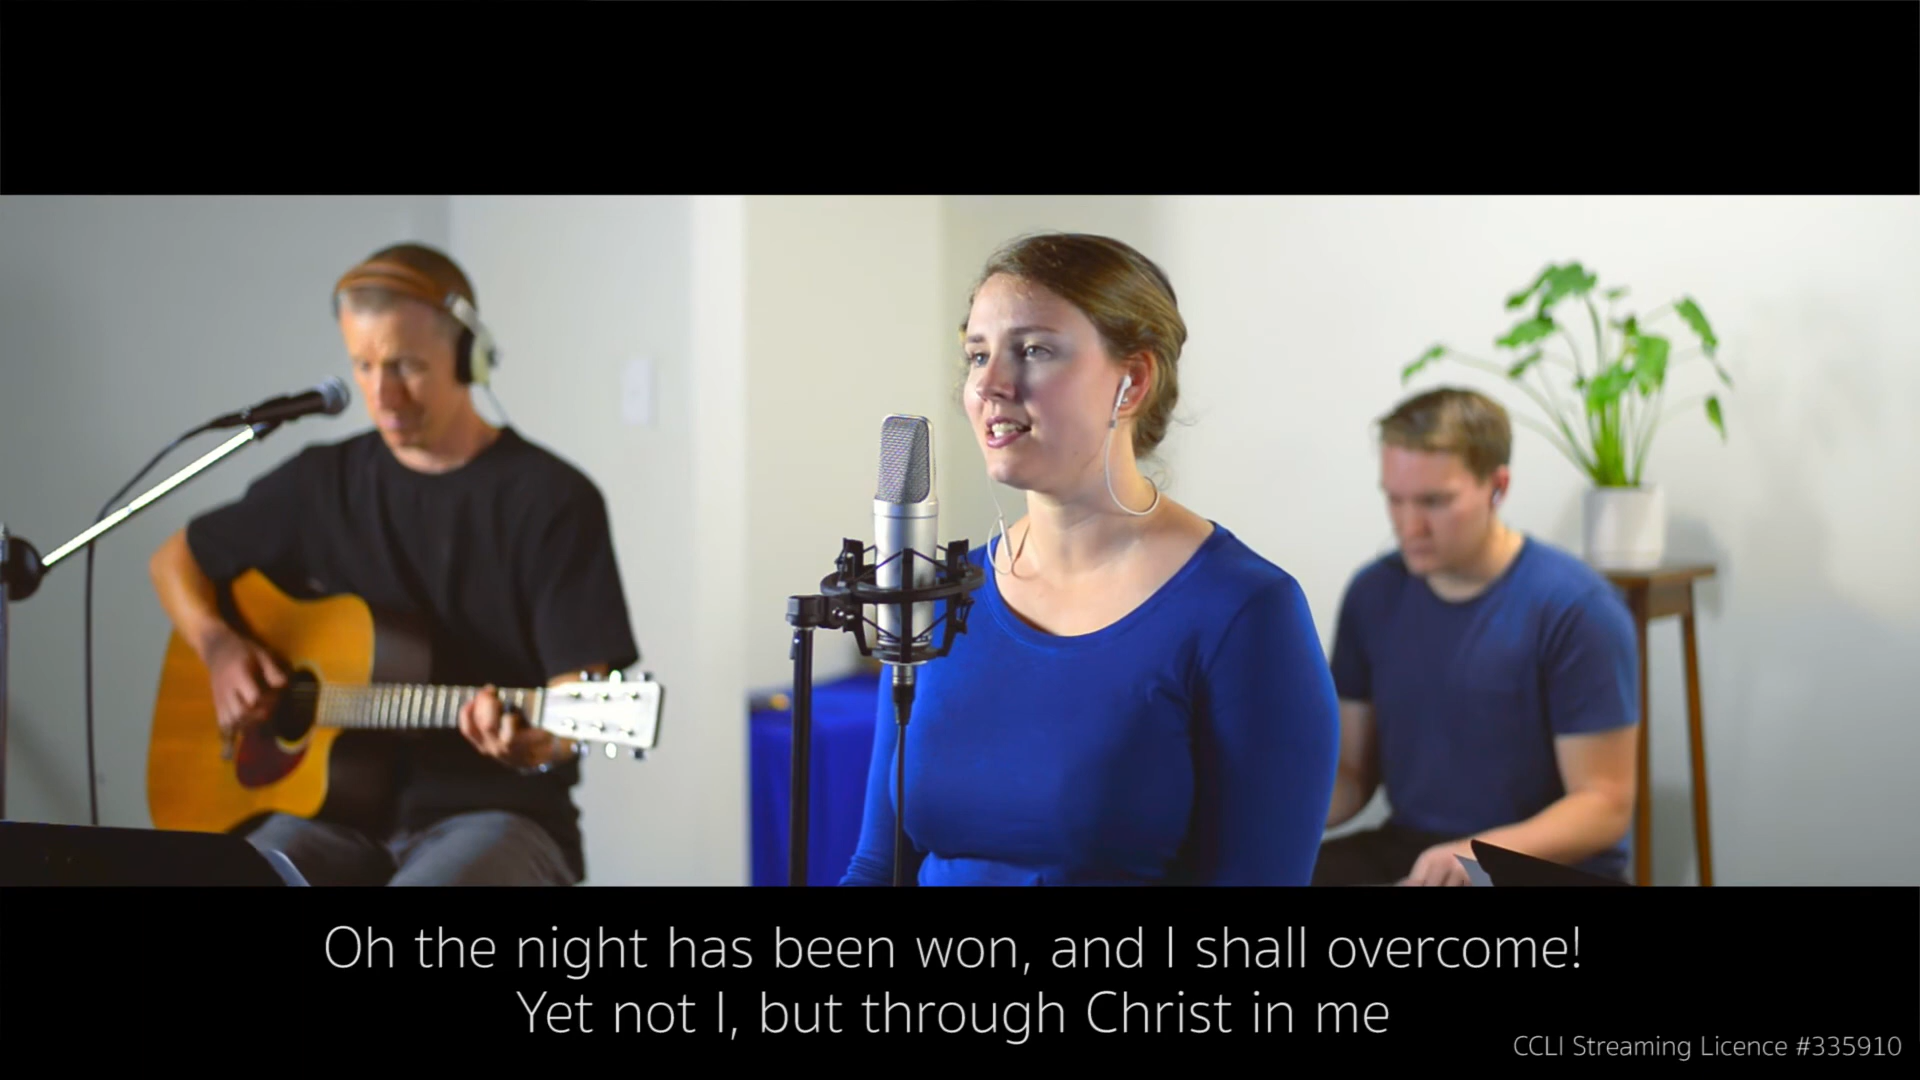 Oh the night has been won, and I shall overcome!
Yet not I, but through Christ in me
CCLI Streaming Licence #335910